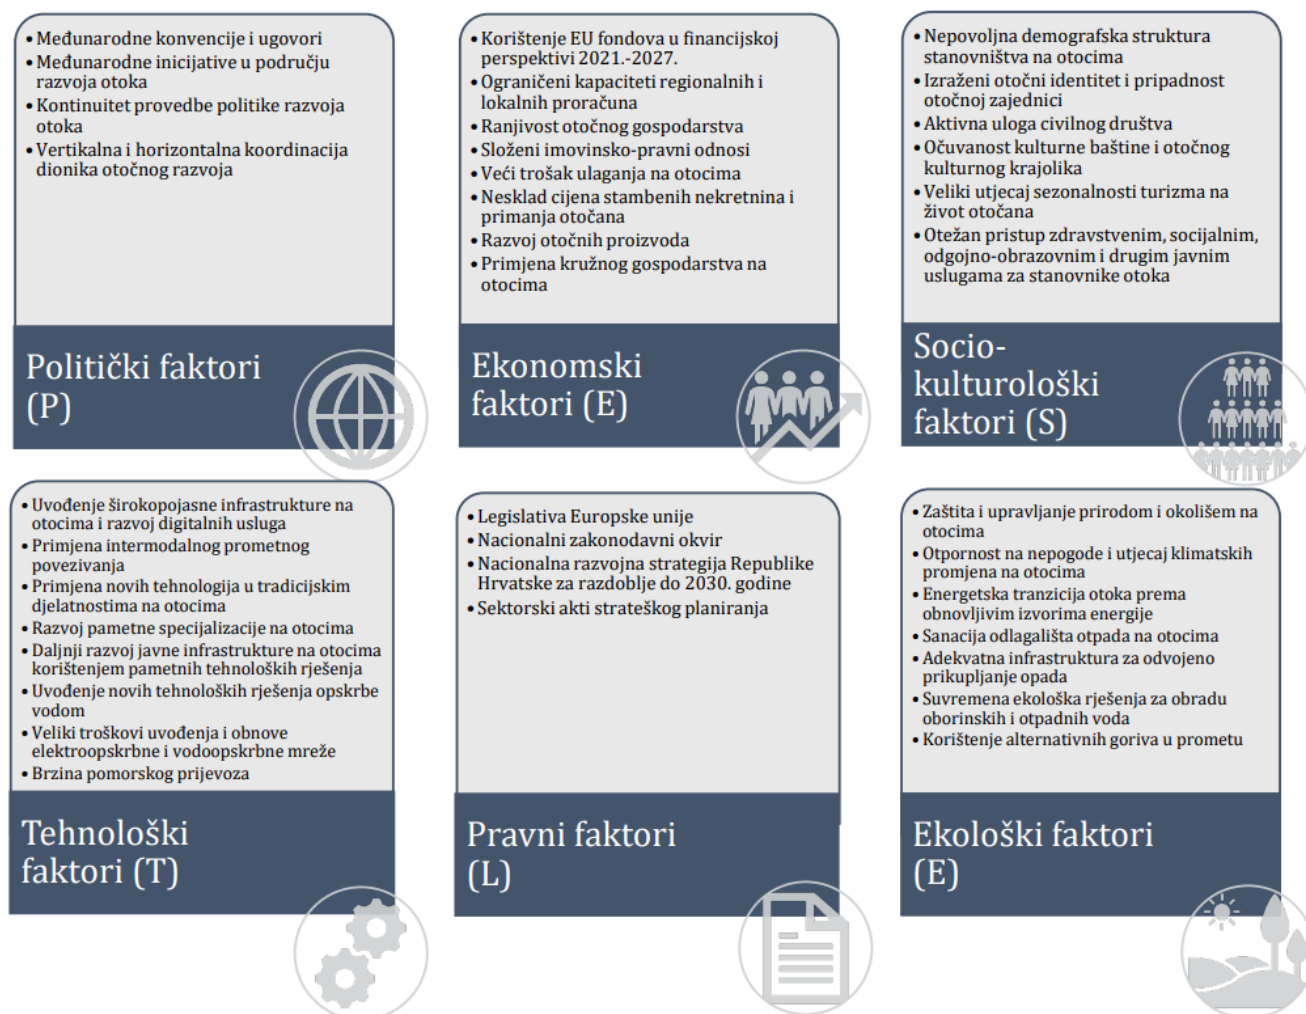 • Međunarodne konvencije i ugovori
• Međunarodne inicijative u području
razvoja otoka
• Kontinuitet provedbe politike razvoja
otoka
• Vertikalna i horizontalna koordinacija
dionika otočnog razvoja
Politički faktori
(P)
• Korištenje EU fondova u financijskoj
perspektivi 2021.-2027.
• Ograničeni kapaciteti regionalnih i
lokalnih proračuna
• Ranjivost otočnog gospodarstva
• Složeni imovinsko-pravni odnosi
• Veći trošak ulaganja na otocima
• Nesklad cijena stambenih nekretnina i
primanja otočana
• Razvoj otočnih proizvoda
• Primjena kružnog gospodarstva na
otocima
Ekonomski
faktori (E)
• Nepovoljna demografska struktura
stanovništva na otocima
• Izraženi otočni identitet i pripadnost
otočnoj zajednici
• Aktivna uloga civilnog društva
• Očuvanost kulturne baštine i otočnog
kulturnog krajolika
• Veliki utjecaj sezonalnosti turizma na
život otočana
• Otežan pristup zdravstvenim, socijalnim,
odgojno-obrazovnim i drugim javnim
uslugama za stanovnike otoka
Socio-
kulturološki
faktori (S)
• Uvođenje širokopojasne infrastrukture na
otocima i razvoj digitalnih usluga
• Primjena intermodalnog prometnog
povezivanja
• Primjena novih tehnologija u tradicijskim
djelatnostima na otocima
• Razvoj pametne specijalizacije na otocima
• Daljnji razvoj javne infrastrukture na otocima
korištenjem pametnih tehnoloških rješenja
• Uvođenje novih tehnoloških rješenja opskrbe
vodom
• Veliki troškovi uvođenja i obnove
elektroopskrbne i vodoopskrbne mreže
• Brzina pomorskog prijevoza
Tehnološki
faktori (T)
• Legislativa Europske unije
• Nacionalni zakonodavni okvir
• Nacionalna razvojna strategija Republike
Hrvatske za razdoblje do 2030. godine
• Sektorski akti strateškog planiranja
Pravni faktori
(L)
• Zaštita i upravljanje prirodom i okolišem na
otocima
• Otpornost na nepogode i utjecaj klimatskih
promjena na otocima
• Energetska tranzicija otoka prema
obnovljivim izvorima energije
• Sanacija odlagališta otpada na otocima
• Adekvatna infrastruktura za odvojeno
prikupljanje opada
• Suvremena ekološka rješenja za obradu
oborinskih i otpadnih voda
• Korištenje alternativnih goriva u prometu
Ekološki faktori
(E)